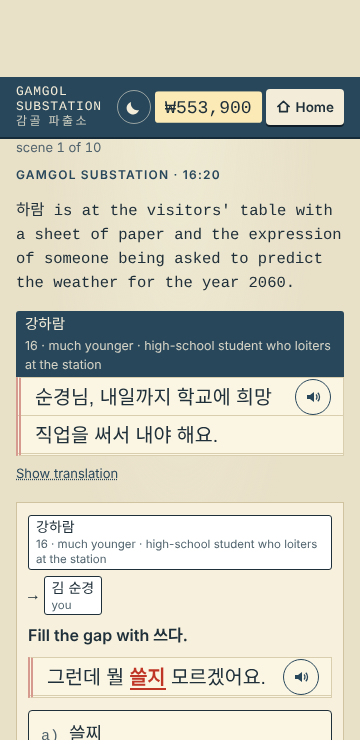 GAMGOL
SUBSTATION
감골 파출소
₩553,900
Home
scene 1 of 10
GAMGOL SUBSTATION · 16:20
하람 is at the visitors' table with
a sheet of paper and the expression
of someone being asked to predict
the weather for the year 2060.
강하람
16 · much younger · high-school student who loiters
at the station
순경님, 내일까지 학교에 희망
직업을 써서 내야 해요.
Show translation
강하람
16 · much younger · high-school student who loiters
at the station
→ 김 순경
you
Fill the gap with 쓰다.
그런데 뭘 쓸지 모르겠어요.
a) 쓸찌